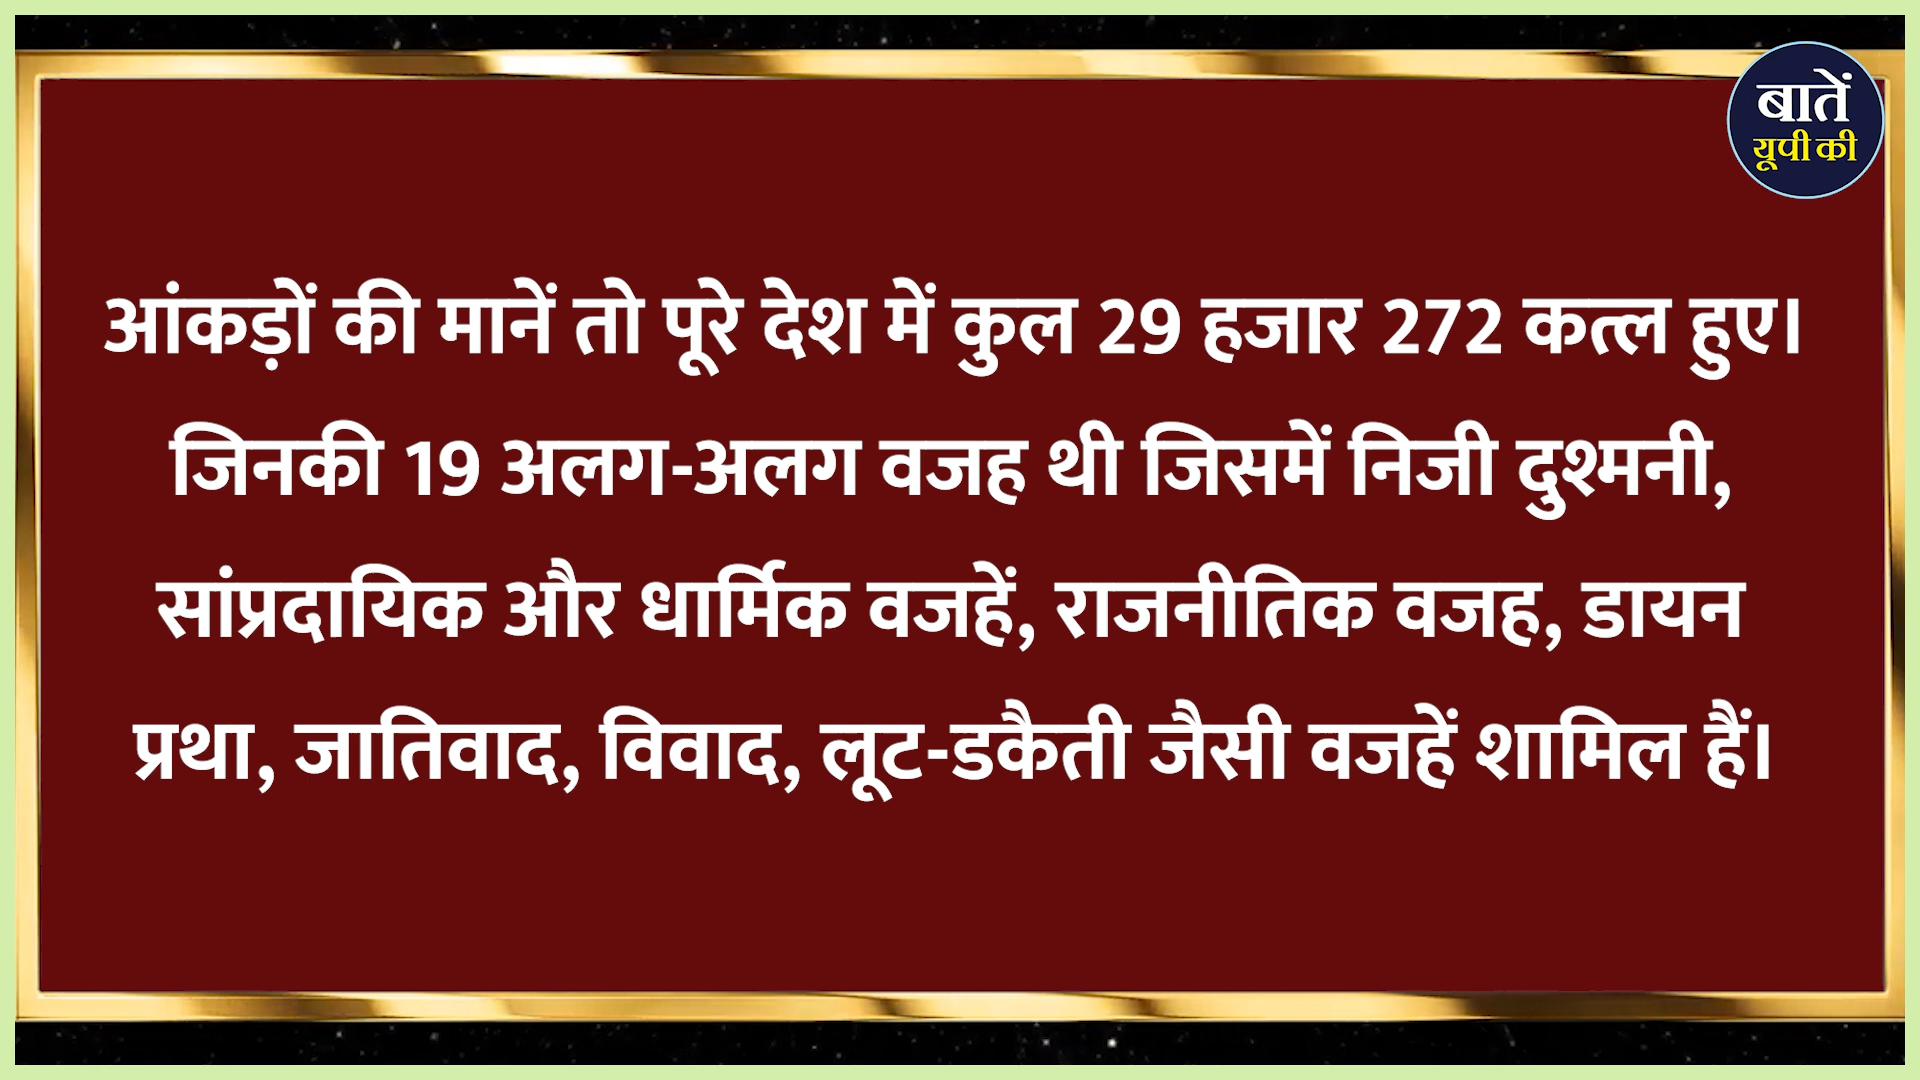 बातें
यूपी की
आंकड़ों की मानें तो पूरे देश में कुल 29 हजार 272 कत्ल हुए।
जिनकी 19 अलग-अलग वजह थी जिसमें निजी दुश्मनी,
सांप्रदायिक और धार्मिक वजहें, राजनीतिक वजह, डायन
प्रथा, जातिवाद, विवाद, लूट-डकैती जैसी वजहें शामिल हैं।